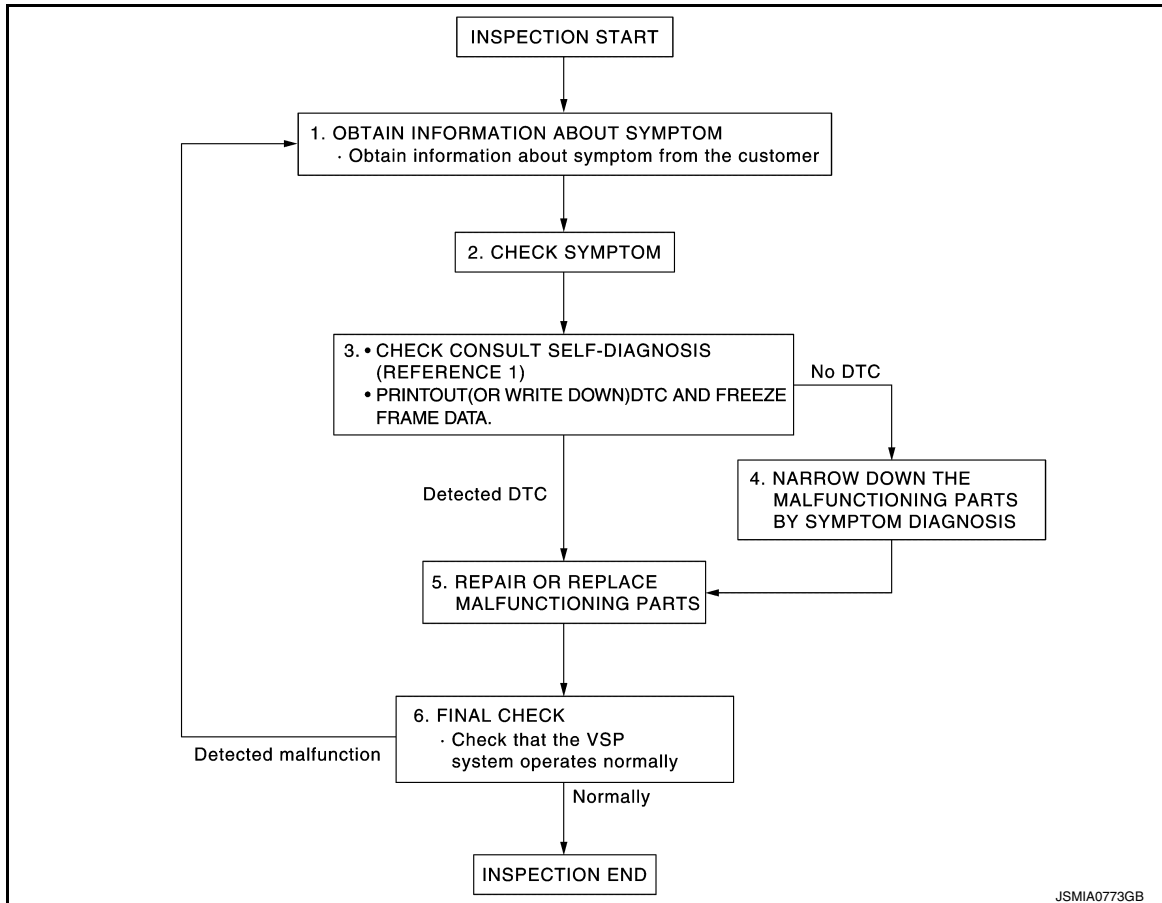 INSPECTION START
1. OBTAIN INFORMATION ABOUT SYMPTOM
· Obtain information about symptom from the customer
2. CHECK SYMPTOM
3. • CHECK CONSULT SELF-DIAGNOSIS
(REFERENCE 1)
• PRINTOUT(OR WRITE DOWN)DTC AND FREEZE
FRAME DATA.
No DTC
4. NARROW DOWN THE
MALFUNCTIONING PARTS
BY SYMPTOM DIAGNOSIS
Detected DTC
5. REPAIR OR REPLACE
MALFUNCTIONING PARTS
6. FINAL CHECK
· Check that the VSP
system operates normally
Detected malfunction
Normally
INSPECTION END
JSMIA0773GB